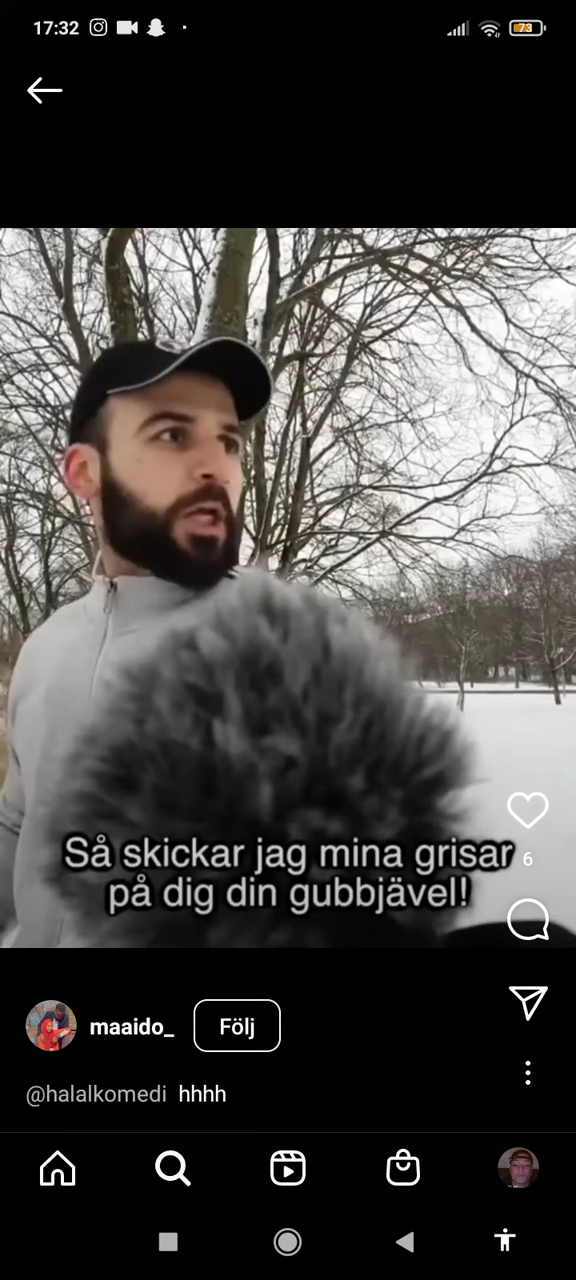 17:32
73
Så skickar jag mina grisar
på dig din gubbjävel!
6
maaido_ Följ
@halalkomedi hhhh